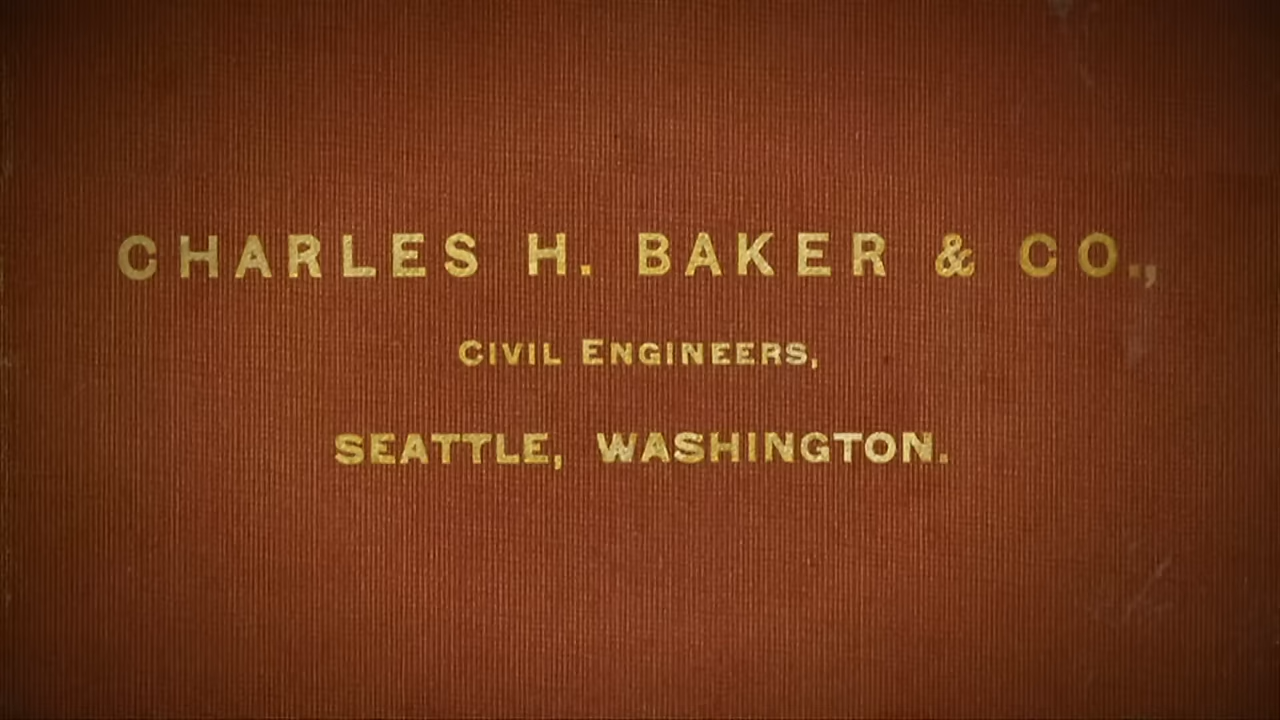 CHARLES H. BAKER & CO.,
CIVIL ENGINEERS,
SEATTLE, WASHINGTON.